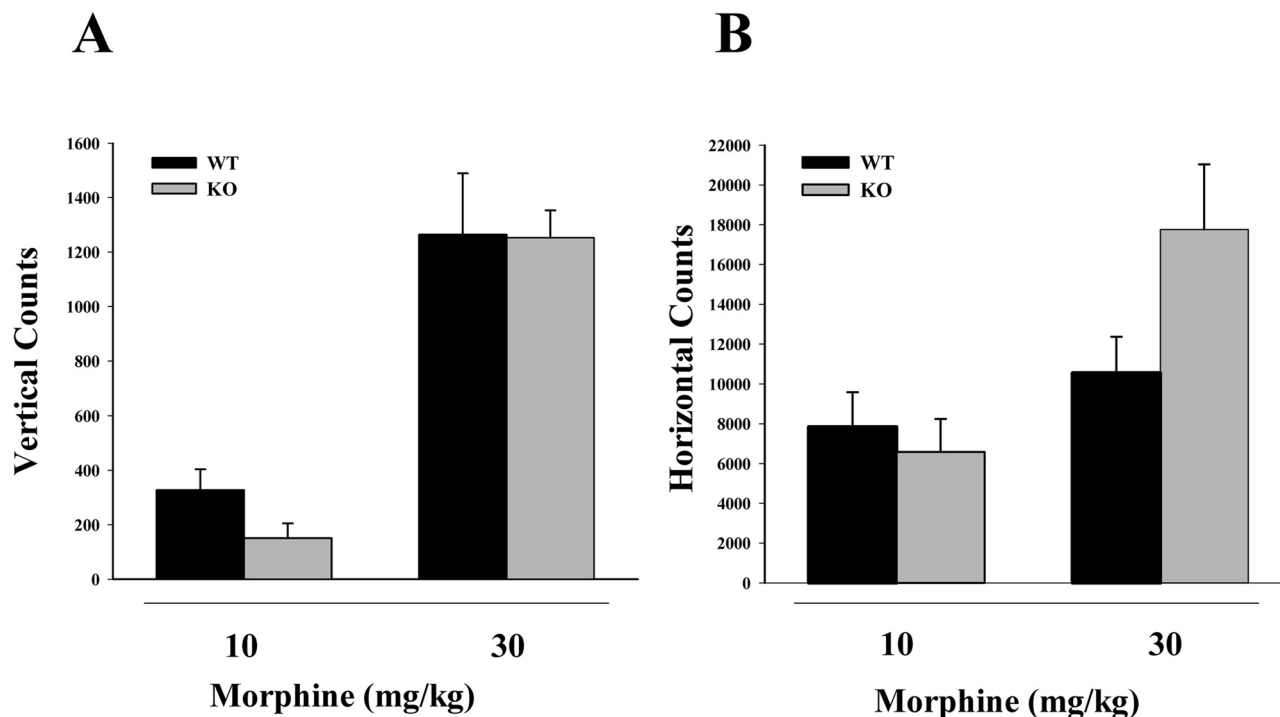 A
1600
1400
1200
1000
800
600
400
200
0
Vertical Counts
WT
KO
10 30
Morphine (mg/kg)
B
22000
20000
18000
16000
14000
12000
10000
8000
6000
4000
2000
0
Horizontal Counts
WT
KO
10 30
Morphine (mg/kg)